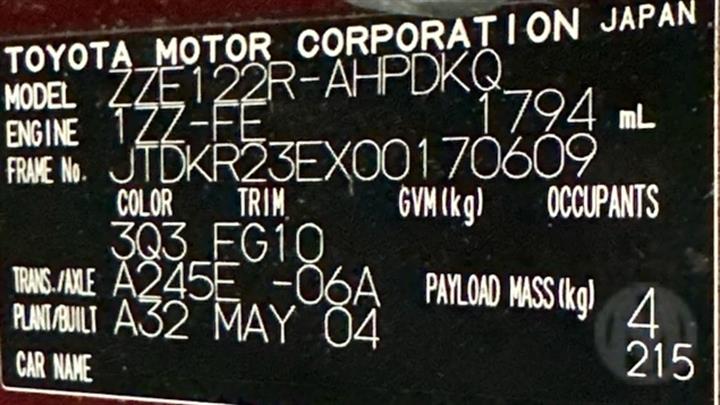 TOYOTA MOTOR CORPORATION JAPAN
MODEL ZZE122R-AHPDKQ
ENGINE 1ZZ-FE 1794 mL
FRAME No. JTDKR23EX00170609
COLOR TRIM GVM(kg) OCCUPANTS
3Q3 FG10
TRANS./AXLE A245E -06A PAYLOAD MASS(kg) 4
PLANT/BUILT A32 MAY 04 215
CAR NAME